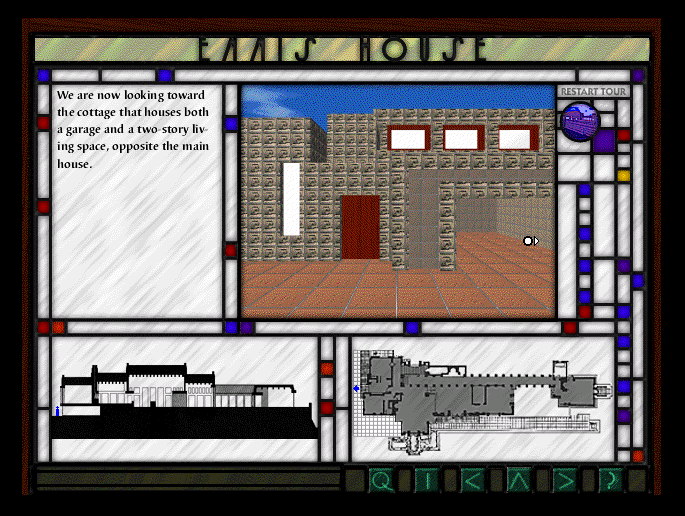 ENNIS HOUSE
RESTART TOUR
We are now looking toward
the cottage that houses both
a garage and a two-story liv-
ing space, opposite the main
house.
Q I < Λ > ?